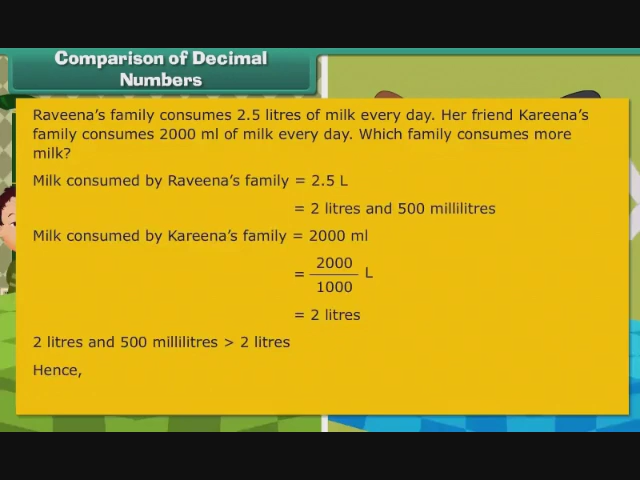 Comparison of Decimal
Numbers
Raveena's family consumes 2.5 litres of milk every day. Her friend Kareena's
family consumes 2000 ml of milk every day. Which family consumes more
milk?
Milk consumed by Raveena's family = 2.5 L
= 2 litres and 500 millilitres
Milk consumed by Kareena's family = 2000 ml
= 2000/1000 L
= 2 litres
2 litres and 500 millilitres > 2 litres
Hence,